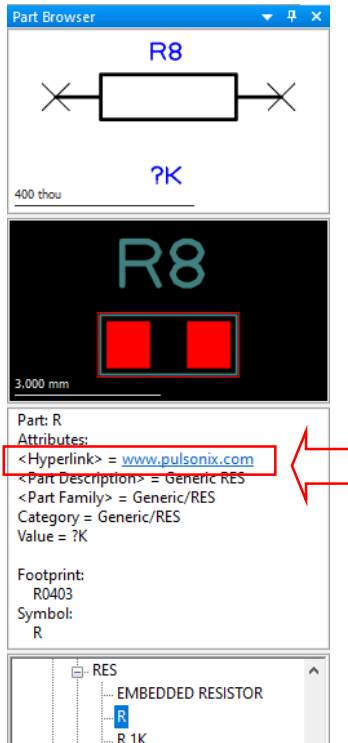 Part Browser
R8
?K
400 thou
R8
3.000 mm
Part: R
Attributes:
<Hyperlink> = www.pulsonix.com
<Part Description> = Generic RES
<Part Family> = Generic/RES
Category = Generic/RES
Value = ?K
Footprint:
R0403
Symbol:
R
RES
EMBEDDED RESISTOR
R
R 1K